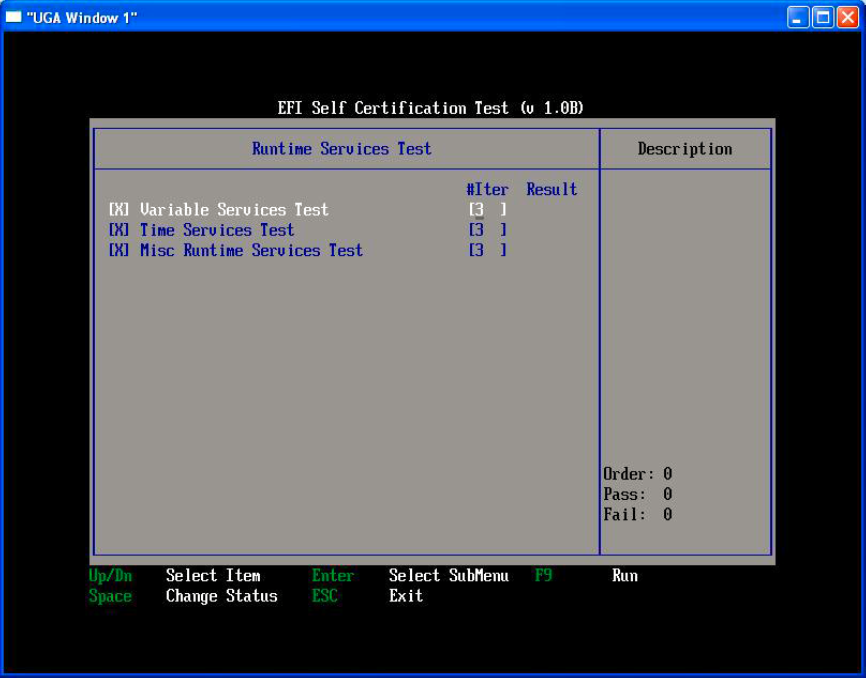 "UGA Window 1"
EFI Self Certification Test (v 1.0B)
Runtime Services Test
Description
#Iter Result
[X] Variable Services Test [3 ]
[X] Time Services Test [3 ]
[X] Misc Runtime Services Test [3 ]
Order: 0
Pass: 0
Fail: 0
Up/Dn Select Item Enter Select SubMenu F9 Run
Space Change Status ESC Exit